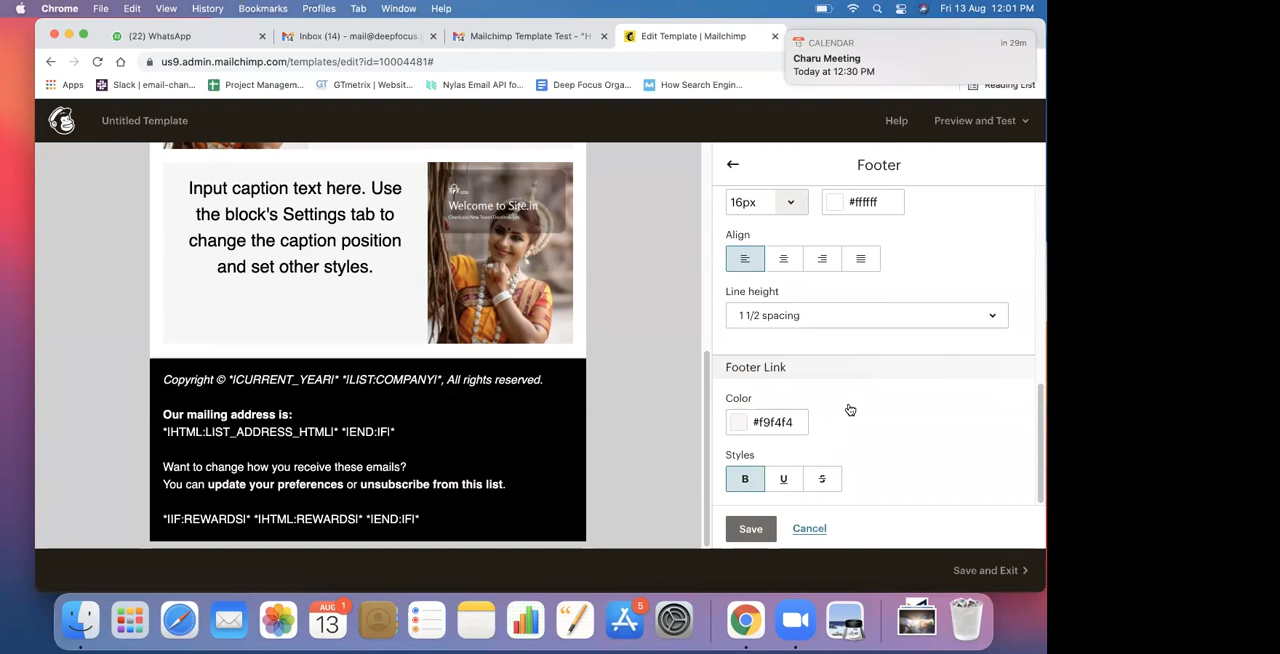 Chrome File Edit View History Bookmarks Profiles Tab Window Help
Fri 13 Aug 12:01 PM
(22) WhatsApp
Inbox (14) - mail@deepfocus.
Mailchimp Template Test - "H
Edit Template | Mailchimp
CALENDAR
in 29m
Charu Meeting
Today at 12:30 PM
us9.admin.mailchimp.com/templates/edit?id=10004481#
Apps
Slack | email-chan...
Project Managem...
GTmetrix | Websit...
Nylas Email API fo...
Deep Focus Orga...
How Search Engin...
Reading List
Untitled Template
Help
Preview and Test
Input caption text here. Use
the block's Settings tab to
change the caption position
and set other styles.
Welcome to Site.in
Copyright © *|CURRENT_YEAR|* *|LIST:COMPANY|*, All rights reserved.
Our mailing address is:
*|HTML:LIST_ADDRESS_HTML|* *|END:IF|*
Want to change how you receive these emails?
You can update your preferences or unsubscribe from this list.
*|IF:REWARDS|* *|HTML:REWARDS|* *|END:IF|*
Footer
16px
#ffffff
Align
Line height
1 1/2 spacing
Footer Link
Color
#f9f4f4
Styles
B U S
Save
Cancel
Save and Exit
AUG
13
1
5